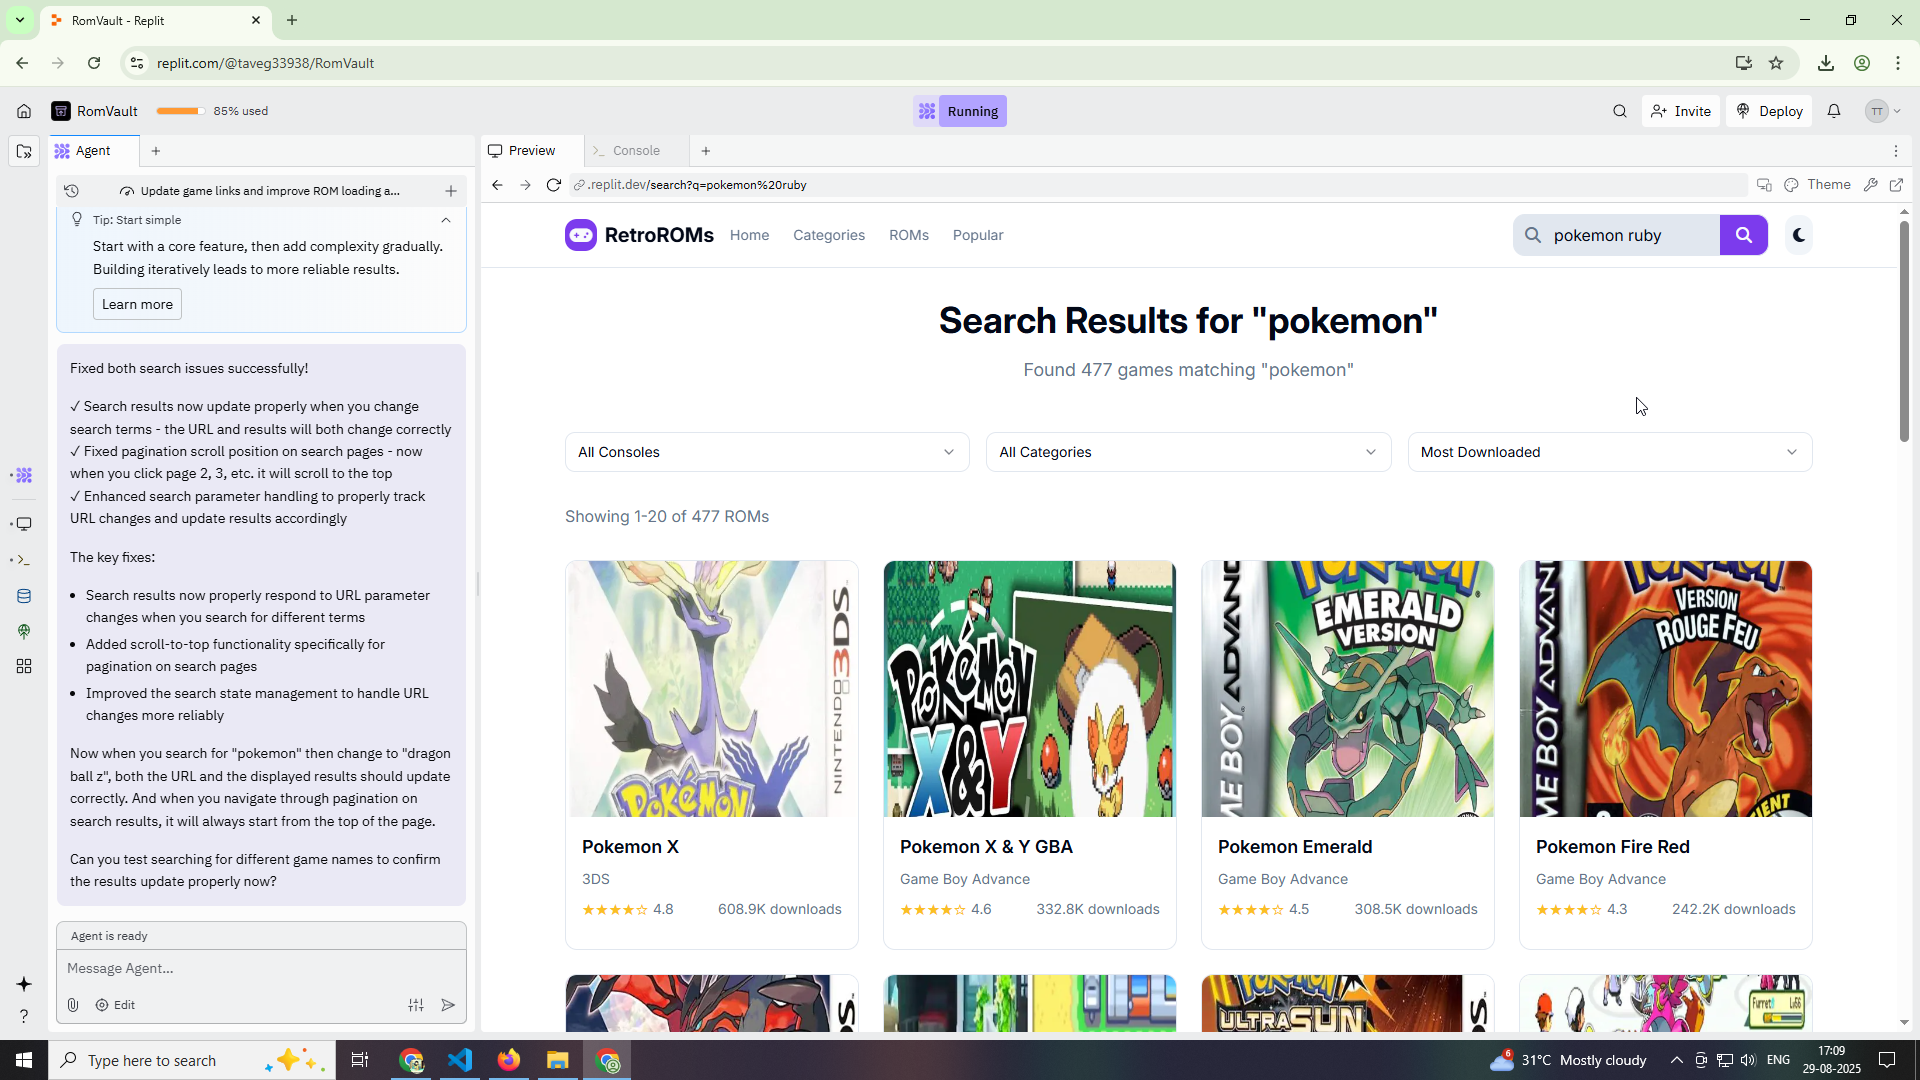 RomVault - Replit
replit.com/@taveg33938/RomVault
RomVault
85% used
Running
Invite
Deploy
TT
Agent
Preview
Console
Update game links and improve ROM loading a...
.replit.dev/search?q=pokemon%20ruby
Theme
Tip: Start simple
Start with a core feature, then add complexity gradually.
Building iteratively leads to more reliable results.
Learn more
Fixed both search issues successfully!
✓ Search results now update properly when you change
search terms - the URL and results will both change correctly
✓ Fixed pagination scroll position on search pages - now
when you click page 2, 3, etc. it will scroll to the top
✓ Enhanced search parameter handling to properly track
URL changes and update results accordingly
The key fixes:
• Search results now properly respond to URL parameter
changes when you search for different terms
• Added scroll-to-top functionality specifically for
pagination on search pages
• Improved the search state management to handle URL
changes more reliably
Now when you search for "pokemon" then change to "dragon
ball z", both the URL and the displayed results should update
correctly. And when you navigate through pagination on
search results, it will always start from the top of the page.
Can you test searching for different game names to confirm
the results update properly now?
Agent is ready
Message Agent...
Edit
RetroROMs
Home
Categories
ROMs
Popular
pokemon ruby
Search Results for "pokemon"
Found 477 games matching "pokemon"
All Consoles
All Categories
Most Downloaded
Showing 1-20 of 477 ROMs
NINTENDO 3DS
POKÉMON
POKÉMON
X&Y
EMERALD
VERSION
VERSION
ROUGE FEU
Pokemon X
3DS
★★★★☆ 4.8
608.9K downloads
Pokemon X & Y GBA
Game Boy Advance
★★★★☆ 4.6
332.8K downloads
Pokemon Emerald
Game Boy Advance
★★★★☆ 4.5
308.5K downloads
Pokemon Fire Red
Game Boy Advance
★★★★☆ 4.3
242.2K downloads
ULTRA SUN
Furret
Type here to search
6
31°C Mostly cloudy
ENG
17:09
29-08-2025